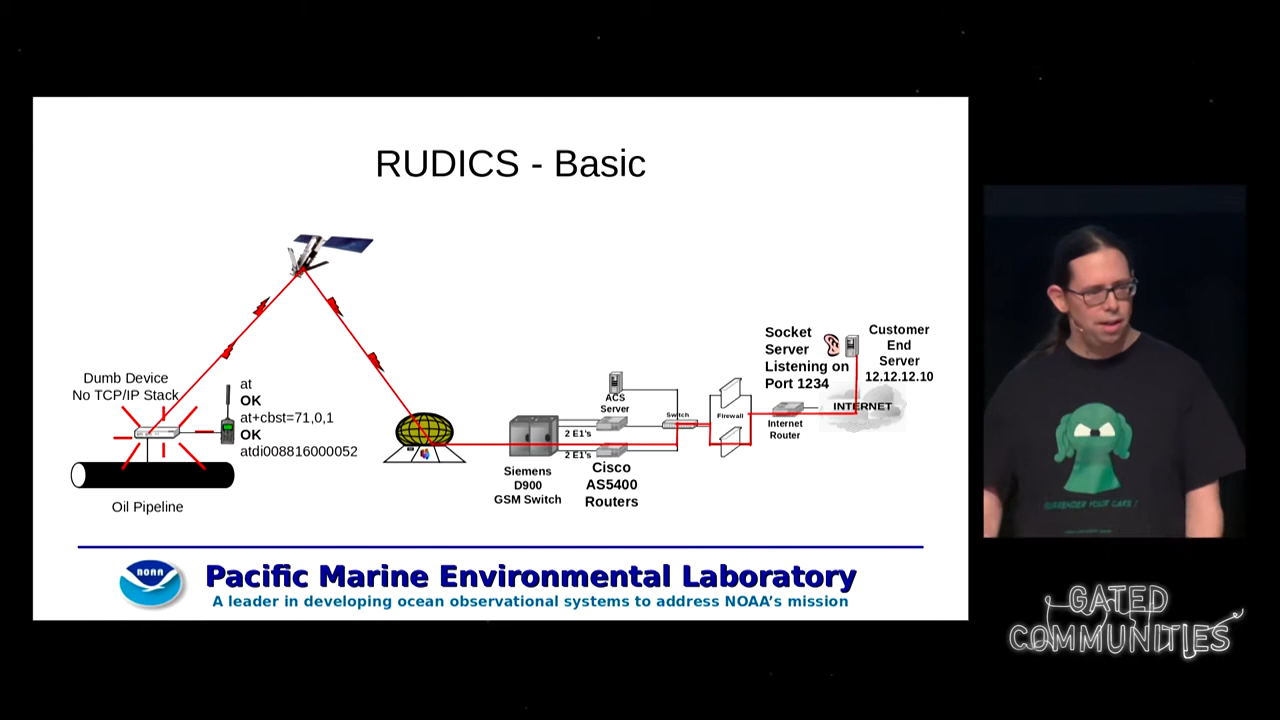 RUDICS - Basic
Dumb Device
No TCP/IP Stack
at
OK
at+cbst=71,0,1
OK
atdi008816000052
Oil Pipeline
Siemens
D900
GSM Switch
2 E1's
2 E1's
ACS
Server
Cisco
AS5400
Routers
Switch
Firewall
Internet
Router
INTERNET
Socket
Server
Listening on
Port 1234
Customer
End
Server
12.12.12.10
NOAA
Pacific Marine Environmental Laboratory
A leader in developing ocean observational systems to address NOAA's mission
SURRENDER YOUR CAKS !
GATED
COMMUNITIES